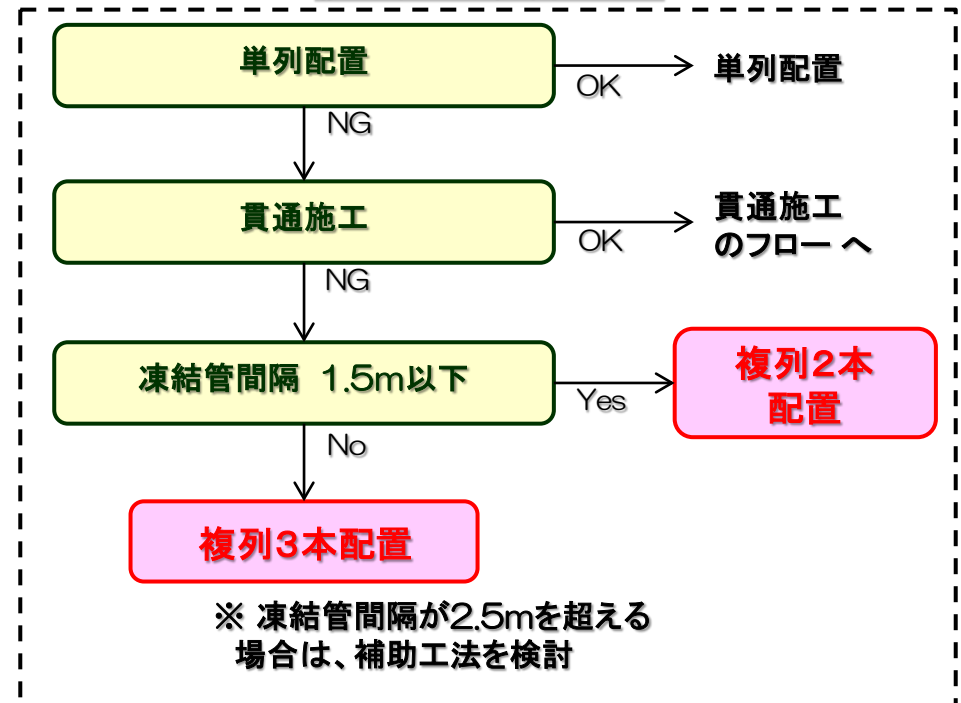 単列配置
OK
単列配置
NG
貫通施工
OK
貫通施工
のフロー へ
NG
凍結管間隔 1.5m以下
Yes
複列2本
配置
No
複列3本配置
※ 凍結管間隔が2.5mを超える
場合は、補助工法を検討